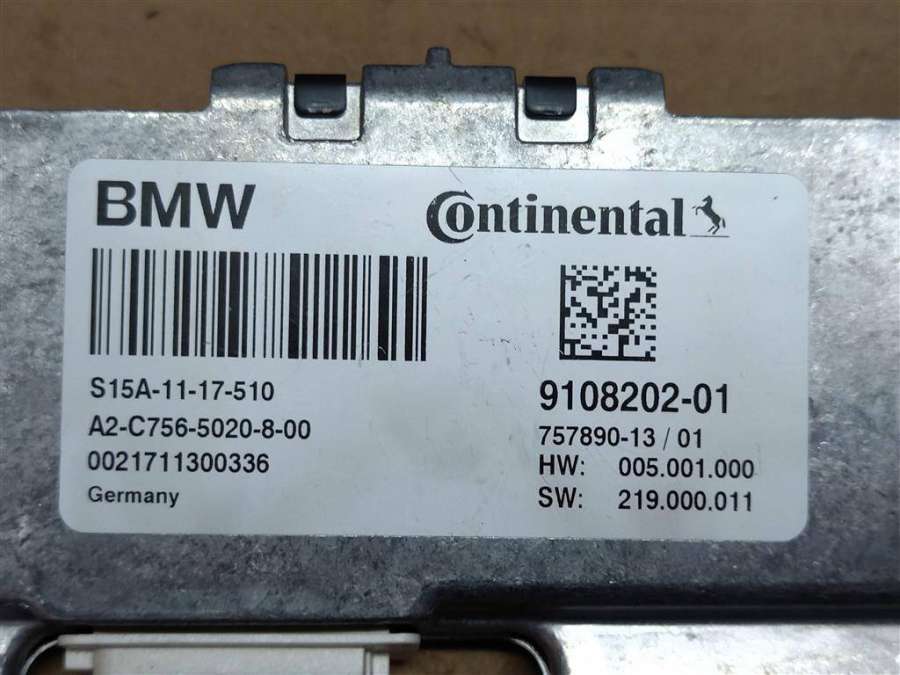 BMW
Continental
S15A-11-17-510
A2-C756-5020-8-00
0021711300336
Germany
9108202-01
757890-13 / 01
HW: 005.001.000
SW: 219.000.011